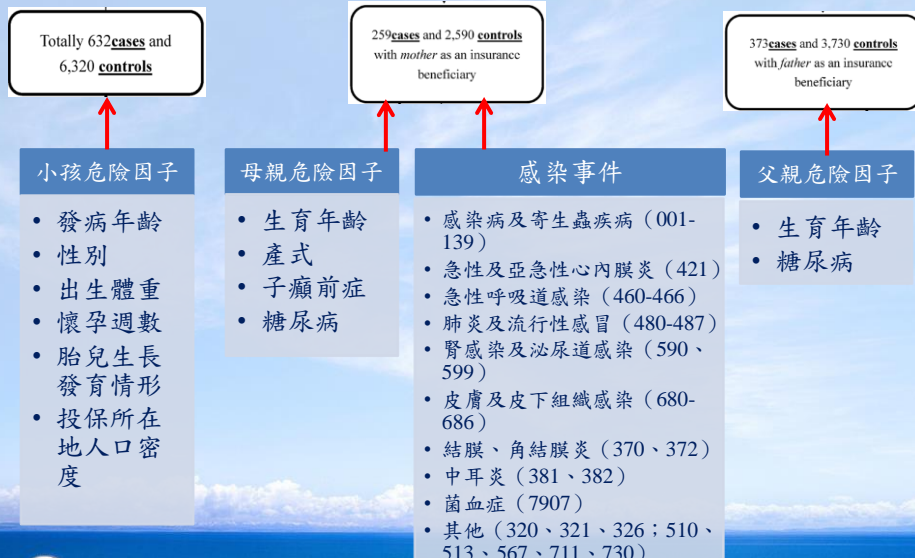 Totally 632cases and
6,320 controls
259cases and 2,590 controls
with mother as an insurance
beneficiary
373cases and 3,730 controls
with father as an insurance
beneficiary
小孩危險因子
• 發病年齡
• 性別
• 出生體重
• 懷孕週數
• 胎兒生長
發育情形
• 投保所在
地人口密
度
母親危險因子
• 生育年齡
• 產式
• 子癲前症
• 糖尿病
感染事件
• 感染病及寄生蟲疾病（001-
139）
• 急性及亞急性心內膜炎（421）
• 急性呼吸道感染（460-466）
• 肺炎及流行性感冒（480-487）
• 腎感染及泌尿道感染（590、
599）
• 皮膚及皮下組織感染（680-
686）
• 結膜、角結膜炎（370、372）
• 中耳炎（381、382）
• 菌血症（7907）
• 其他（320、321、326；510、
513、567、711、730）
父親危險因子
• 生育年齡
• 糖尿病